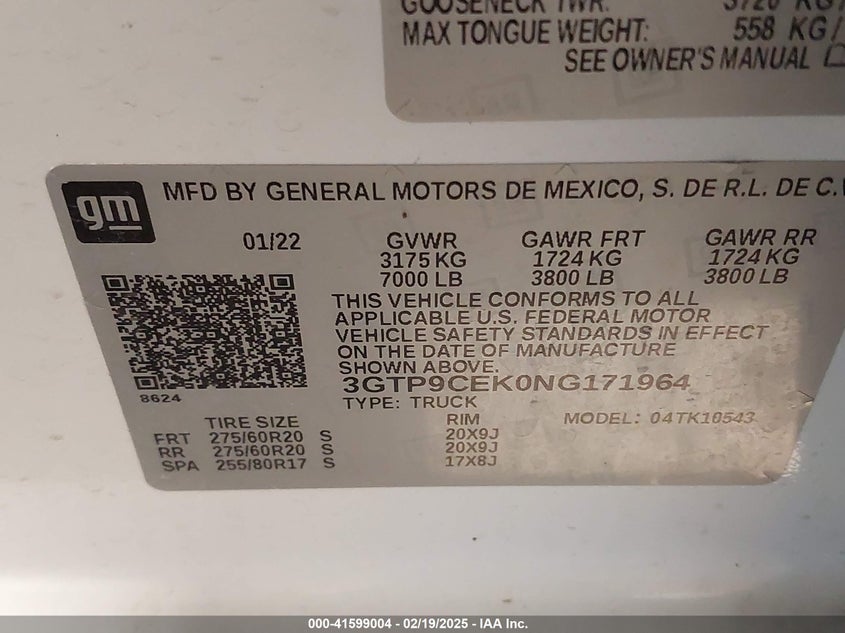 GOOSENECK TWR: 3720 KG
MAX TONGUE WEIGHT: 558 KG/
SEE OWNER'S MANUAL
gm
MFD BY GENERAL MOTORS DE MEXICO, S. DE R.L. DE C.V
01/22
GVWR GAWR FRT GAWR RR
3175 KG 1724 KG 1724 KG
7000 LB 3800 LB 3800 LB
THIS VEHICLE CONFORMS TO ALL
APPLICABLE U.S. FEDERAL MOTOR
VEHICLE SAFETY STANDARDS IN EFFECT
ON THE DATE OF MANUFACTURE
SHOWN ABOVE.
3GTP9CEK0NG171964
8624
TYPE: TRUCK
TIRE SIZE RIM MODEL: 04TK10543
FRT 275/60R20 S 20X9J
RR 275/60R20 S 20X9J
SPA 255/80R17 S 17X8J
000-41599004 - 02/19/2025 - IAA Inc.